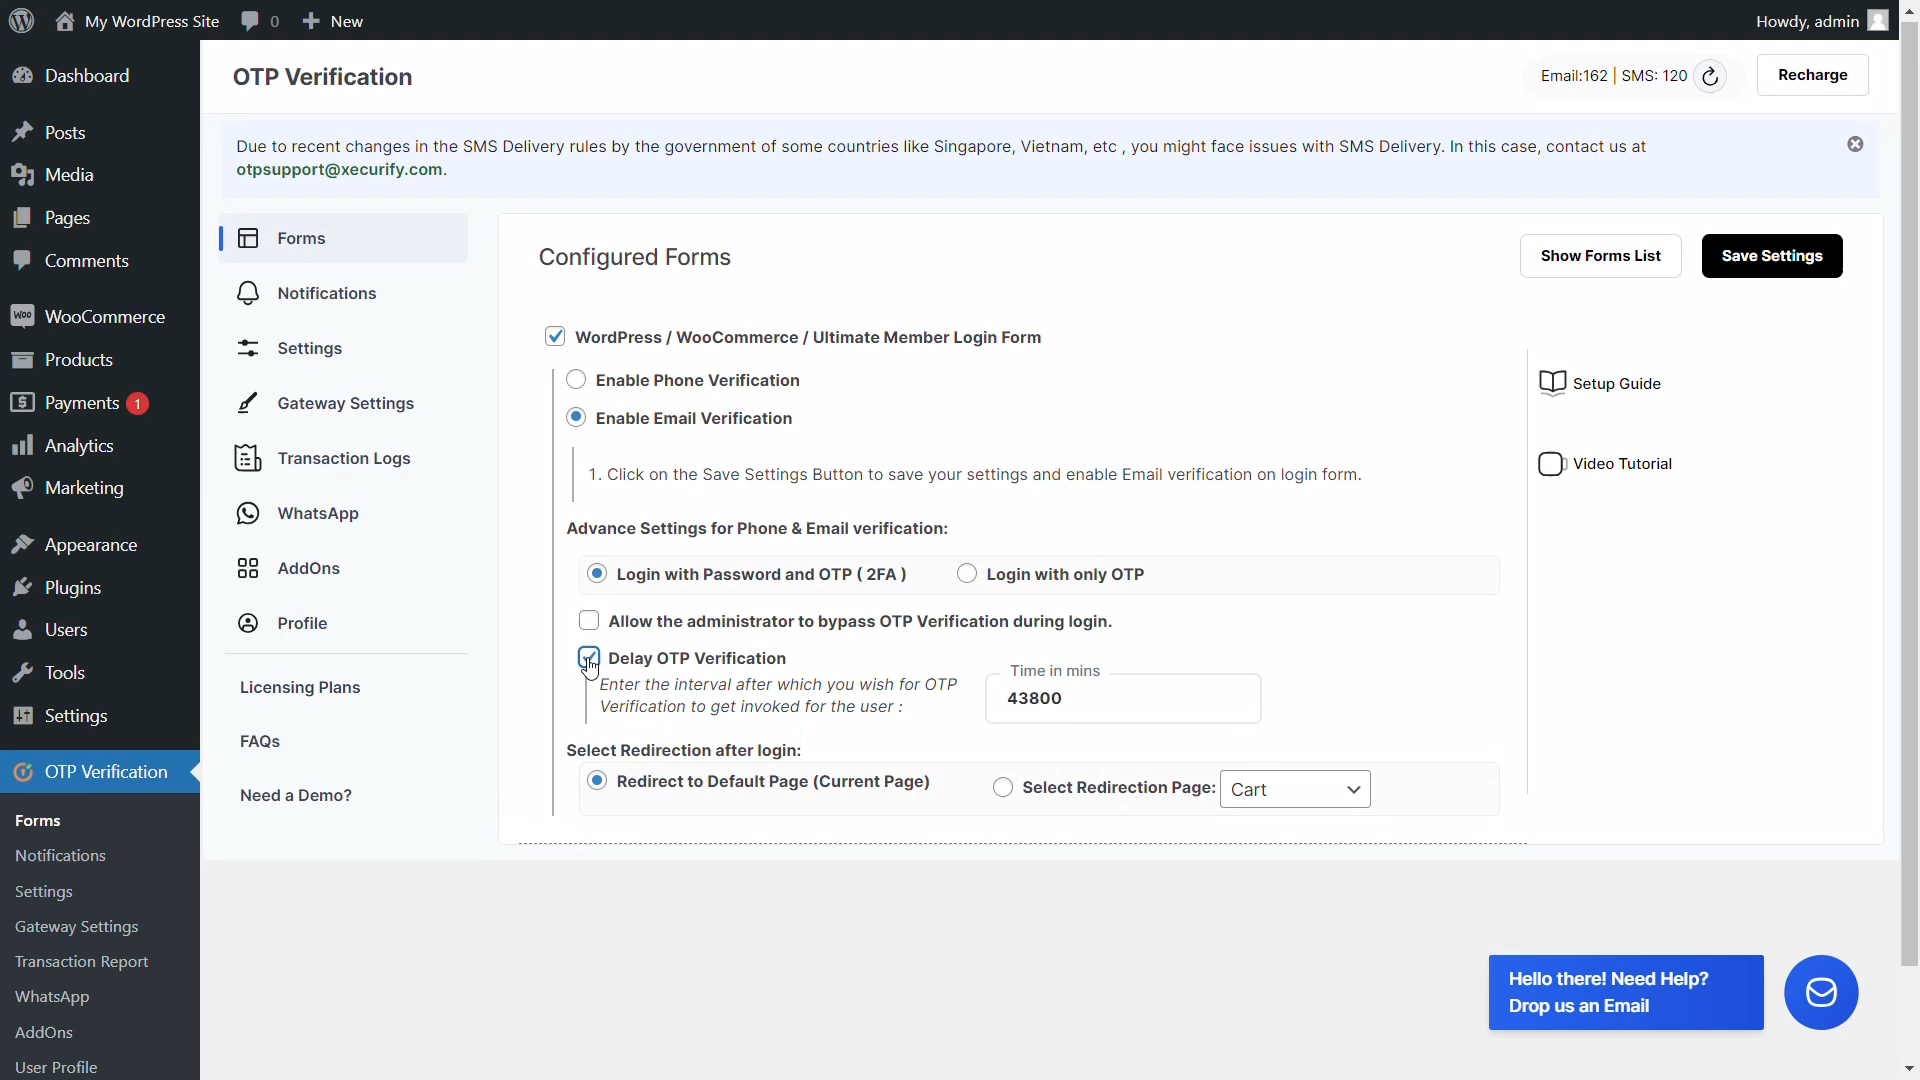 My WordPress Site
0
New
Howdy, admin
Dashboard
Posts
Media
Pages
Comments
Woo WooCommerce
Products
Payments 1
Analytics
Marketing
Appearance
Plugins
Users
Tools
Settings
OTP Verification
Forms
Notifications
Settings
Gateway Settings
Transaction Report
WhatsApp
AddOns
User Profile
OTP Verification
Email:162 | SMS: 120
Recharge
Due to recent changes in the SMS Delivery rules by the government of some countries like Singapore, Vietnam, etc , you might face issues with SMS Delivery. In this case, contact us at
otpsupport@xecurify.com.
Forms
Notifications
Settings
Gateway Settings
Transaction Logs
WhatsApp
AddOns
Profile
Licensing Plans
FAQs
Need a Demo?
Configured Forms
Show Forms List
Save Settings
WordPress / WooCommerce / Ultimate Member Login Form
Enable Phone Verification
Enable Email Verification
1. Click on the Save Settings Button to save your settings and enable Email verification on login form.
Advance Settings for Phone & Email verification:
Login with Password and OTP ( 2FA )
Login with only OTP
Allow the administrator to bypass OTP Verification during login.
Delay OTP Verification
Enter the interval after which you wish for OTP
Verification to get invoked for the user :
Time in mins
43800
Select Redirection after login:
Redirect to Default Page (Current Page)
Select Redirection Page: Cart
Setup Guide
Video Tutorial
Hello there! Need Help?
Drop us an Email